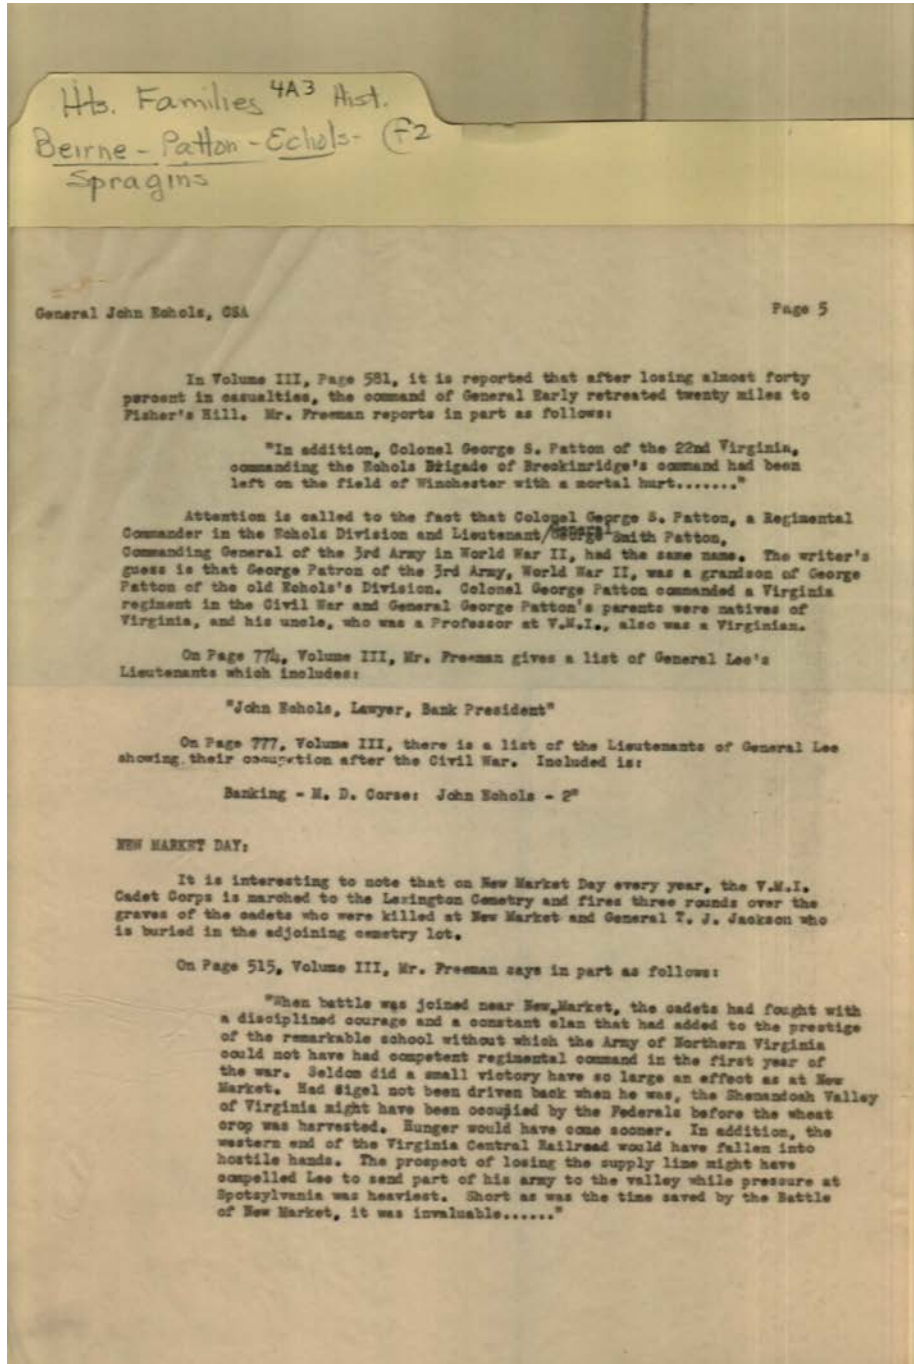 Hts. Families 4A3 Hist.
Beirne - Patton - Echols - F2
Spragins
General John Echols, CSA
Page 5
In Volume III, Page 581, it is reported that after losing almost forty
percent in casualties, the command of General Early retreated twenty miles to
Fisher's Hill. Mr. Freeman reports in part as follows:
"In addition, Colonel George S. Patton of the 22nd Virginia,
commanding the Echols Brigade of Breckinridge's command had been
left on the field of Winchester with a mortal hurt......."
Attention is called to the fact that Colonel George S. Patton, a Regimental
Commander in the Echols Division and Lieutenant/George Smith Patton,
Commanding General of the 3rd Army in World War II, had the same name. The writer's
guess is that George Patron of the 3rd Army, World War II, was a grandson of George
Patton of the old Echols's Division. Colonel George Patton commanded a Virginia
regiment in the Civil War and General George Patton's parents were natives of
Virginia, and his uncle, who was a Professor at V.M.I., also was a Virginian.
On Page 774, Volume III, Mr. Freeman gives a list of General Lee's
Lieutenants which includes:
"John Echols, Lawyer, Bank President"
On Page 777, Volume III, there is a list of the Lieutenants of General Lee
showing their occupation after the Civil War. Included is:
Banking - M. D. Corse: John Echols - 2"
NEW MARKET DAY:
It is interesting to note that on New Market Day every year, the V.M.I.
Cadet Corps is marched to the Lexington Cemetry and fires three rounds over the
graves of the cadets who were killed at New Market and General T. J. Jackson who
is buried in the adjoining cemetry lot.
On Page 515, Volume III, Mr. Freeman says in part as follows:
"When battle was joined near New Market, the cadets had fought with
a disciplined courage and a constant elan that had added to the prestige
of the remarkable school without which the Army of Northern Virginia
could not have had competent regimental command in the first year of
the war. Seldom did a small victory have so large an effect as at New
Market. Had Sigel not been driven back when he was, the Shenandoah Valley
of Virginia might have been occupied by the Federals before the wheat
crop was harvested. Hunger would have come sooner. In addition, the
western end of the Virginia Central Railroad would have fallen into
hostile hands. The prospect of losing the supply line might have
compelled Lee to send part of his army to the valley while pressure at
Spotsylvania was heaviest. Short as was the time saved by the Battle
of New Market, it was invaluable......"